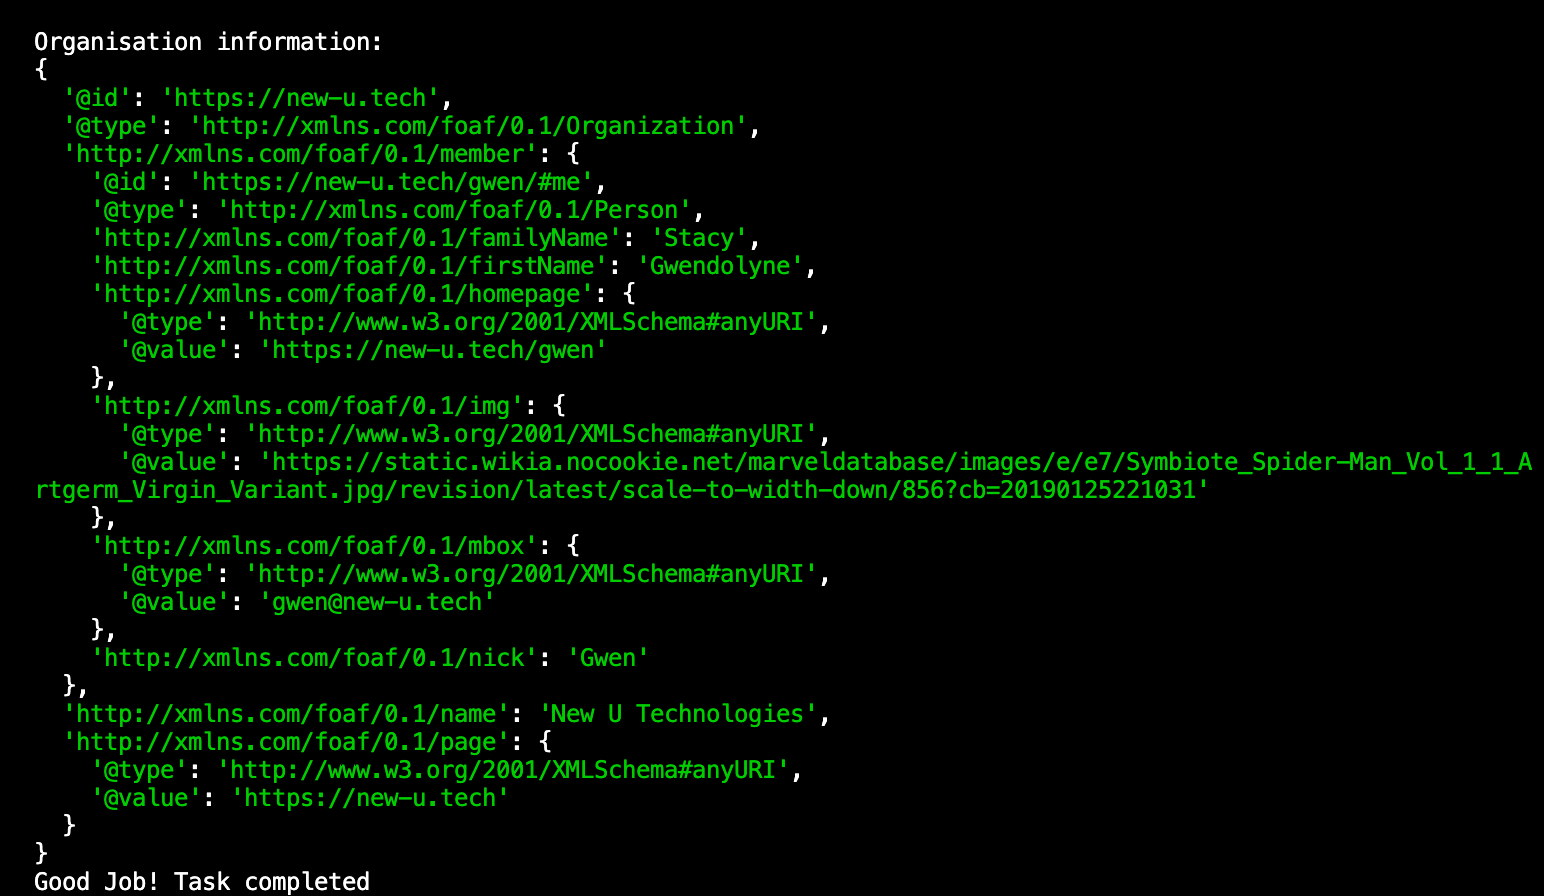 Organisation information:
{
  '@id': 'https://new-u.tech',
  '@type': 'http://xmlns.com/foaf/0.1/Organization',
  'http://xmlns.com/foaf/0.1/member': {
    '@id': 'https://new-u.tech/gwen/#me',
    '@type': 'http://xmlns.com/foaf/0.1/Person',
    'http://xmlns.com/foaf/0.1/familyName': 'Stacy',
    'http://xmlns.com/foaf/0.1/firstName': 'Gwendolyne',
    'http://xmlns.com/foaf/0.1/homepage': {
      '@type': 'http://www.w3.org/2001/XMLSchema#anyURI',
      '@value': 'https://new-u.tech/gwen'
    },
    'http://xmlns.com/foaf/0.1/img': {
      '@type': 'http://www.w3.org/2001/XMLSchema#anyURI',
      '@value': 'https://static.wikia.nocookie.net/marveldatabase/images/e/e7/Symbiote_Spider-Man_Vol_1_1_A
rtgerm_Virgin_Variant.jpg/revision/latest/scale-to-width-down/856?cb=20190125221031'
    },
    'http://xmlns.com/foaf/0.1/mbox': {
      '@type': 'http://www.w3.org/2001/XMLSchema#anyURI',
      '@value': 'gwen@new-u.tech'
    },
    'http://xmlns.com/foaf/0.1/nick': 'Gwen'
  },
  'http://xmlns.com/foaf/0.1/name': 'New U Technologies',
  'http://xmlns.com/foaf/0.1/page': {
    '@type': 'http://www.w3.org/2001/XMLSchema#anyURI',
    '@value': 'https://new-u.tech'
  }
}
Good Job! Task completed